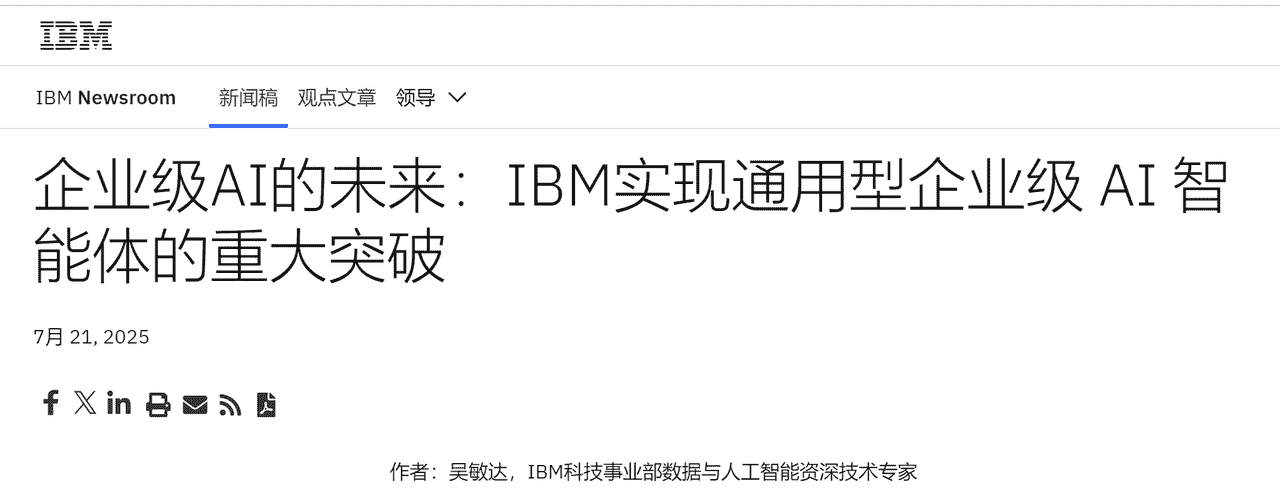 IBM
IBM Newsroom 新闻稿 观点文章 领导
企业级AI的未来：IBM实现通用型企业级 AI 智
能体的重大突破
7月 21, 2025
作者：吴敏达，IBM科技事业部数据与人工智能资深技术专家